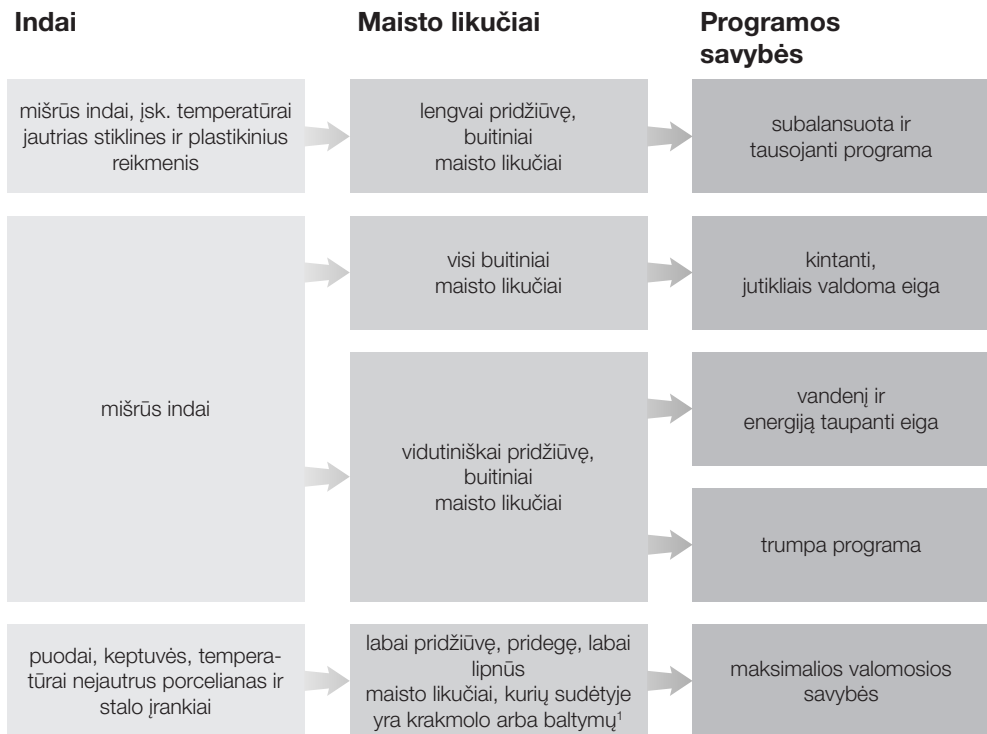 Indai
Maisto likučiai
Programos
savybės
mišrūs indai, įsk. temperatūrai
jautrias stiklines ir plastikinius
reikmenis
lengvai pridžiūvę,
buitiniai
maisto likučiai
subalansuota ir
tausojanti programa
mišrūs indai
visi buitiniai
maisto likučiai
kintanti,
jutikliais valdoma eiga
vidutiniškai pridžiūvę,
buitiniai
maisto likučiai
vandenį ir
energiją taupanti eiga
trumpa programa
puodai, keptuvės, tempera-
tūrai nejautrus porcelianas ir
stalo įrankiai
labai pridžiūvę, pridegę, labai
lipnūs
maisto likučiai, kurių sudėtyje
yra krakmolo arba baltymų¹
maksimalios valomosios
savybės